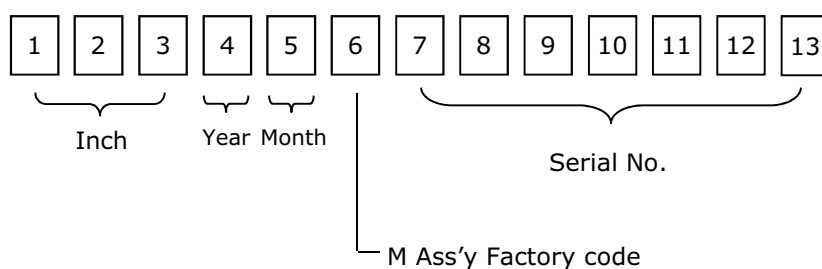 1 2 3 4 5 6 7 8 9 10 11 12 13
Inch Year Month
Serial No.
M Ass'y Factory code